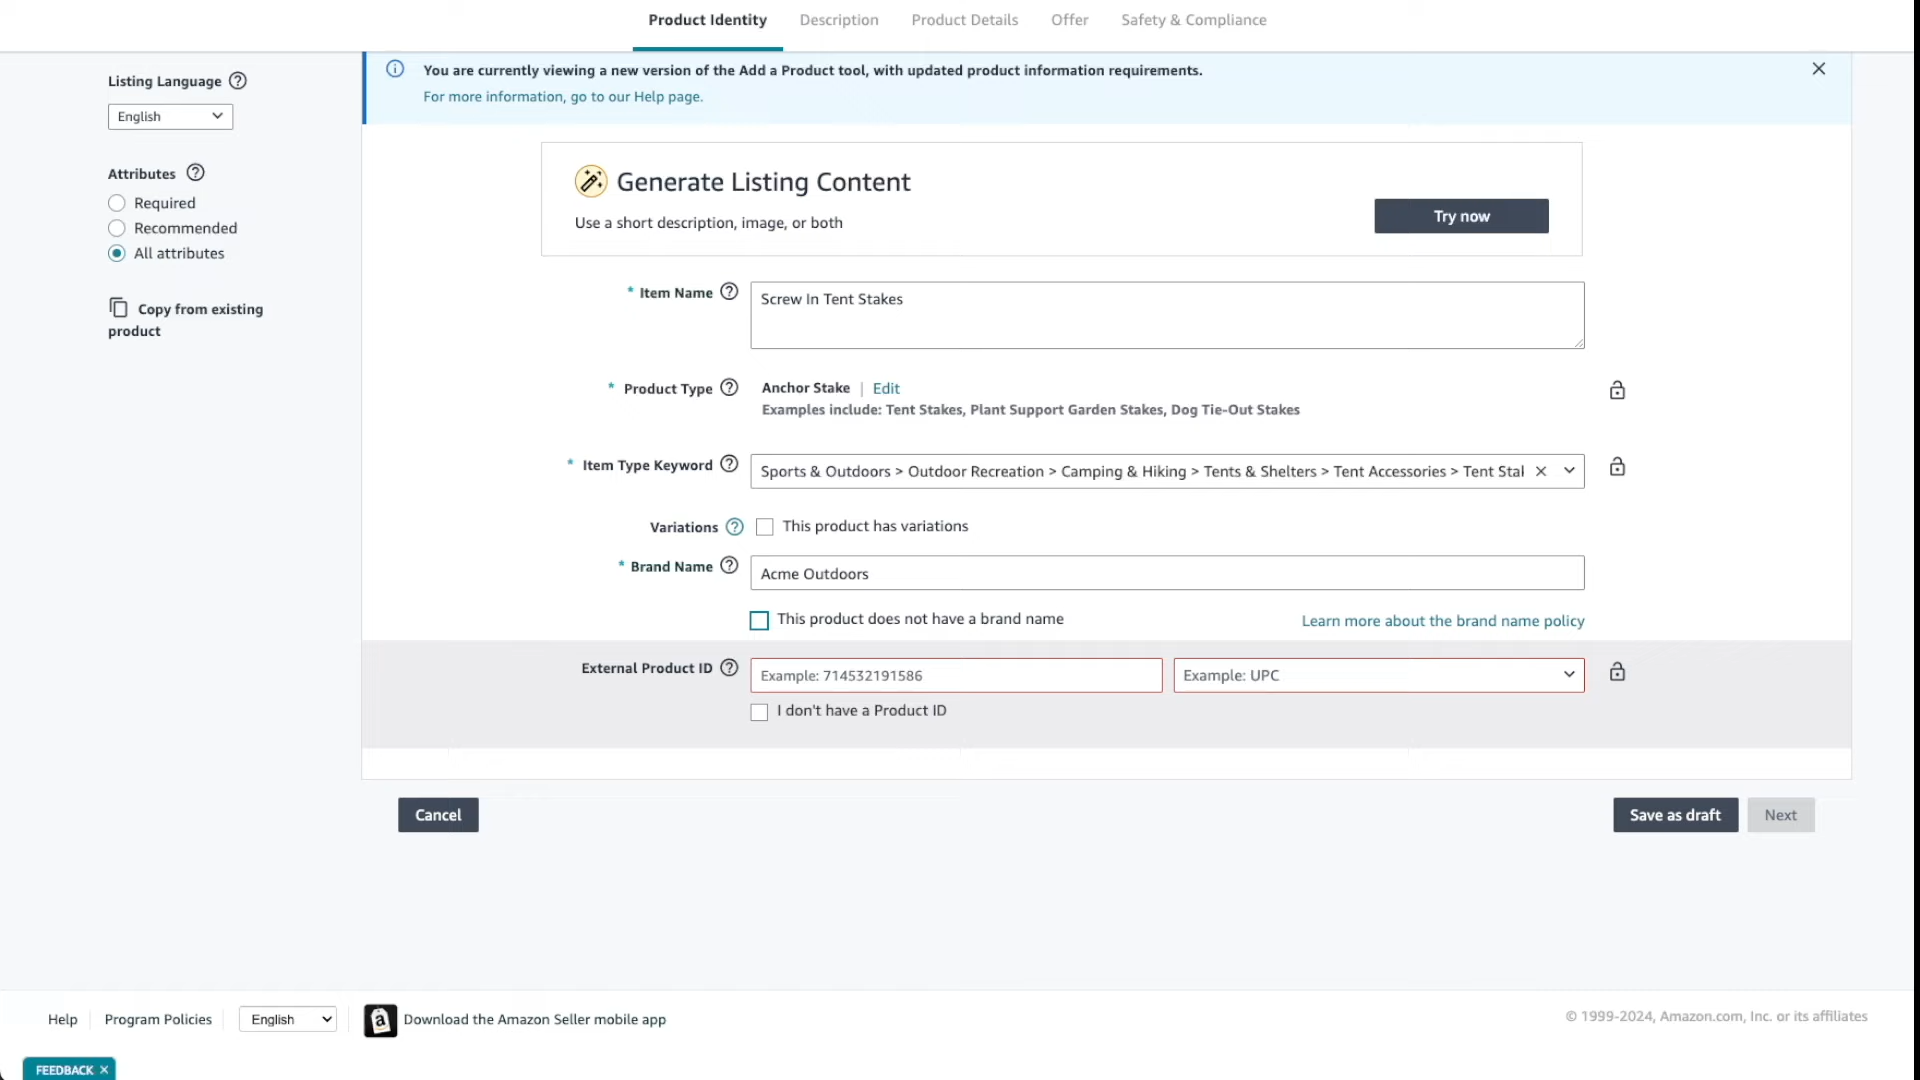 Product Identity
Description
Product Details
Offer
Safety & Compliance
Listing Language
English
Attributes
Required
Recommended
All attributes
Copy from existing
product
You are currently viewing a new version of the Add a Product tool, with updated product information requirements.
For more information, go to our Help page.
Generate Listing Content
Use a short description, image, or both
Try now
* Item Name
Screw In Tent Stakes
* Product Type
Anchor Stake | Edit
Examples include: Tent Stakes, Plant Support Garden Stakes, Dog Tie-Out Stakes
* Item Type Keyword
Sports & Outdoors > Outdoor Recreation > Camping & Hiking > Tents & Shelters > Tent Accessories > Tent Stal
Variations
This product has variations
* Brand Name
Acme Outdoors
This product does not have a brand name
Learn more about the brand name policy
External Product ID
Example: 714532191586
Example: UPC
I don't have a Product ID
Cancel
Save as draft
Next
Help
Program Policies
English
Download the Amazon Seller mobile app
© 1999-2024, Amazon.com, Inc. or its affiliates
FEEDBACK